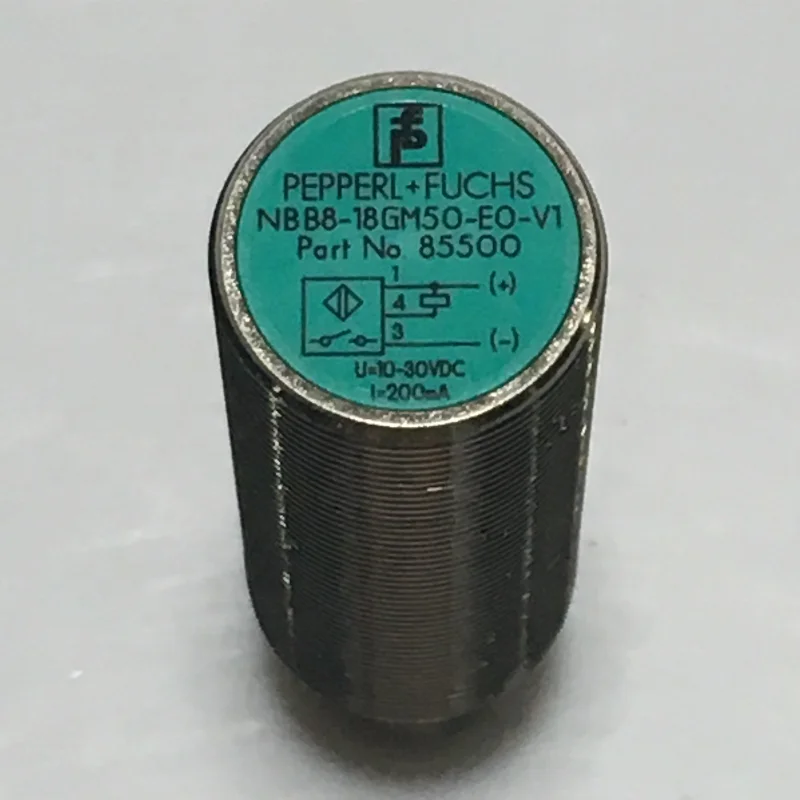 PEPPERL+FUCHS
NBB8-18GM50-E0-V1
Part No. 85500
1 (+)
4
3 (-)
U=10-30VDC
I=200mA